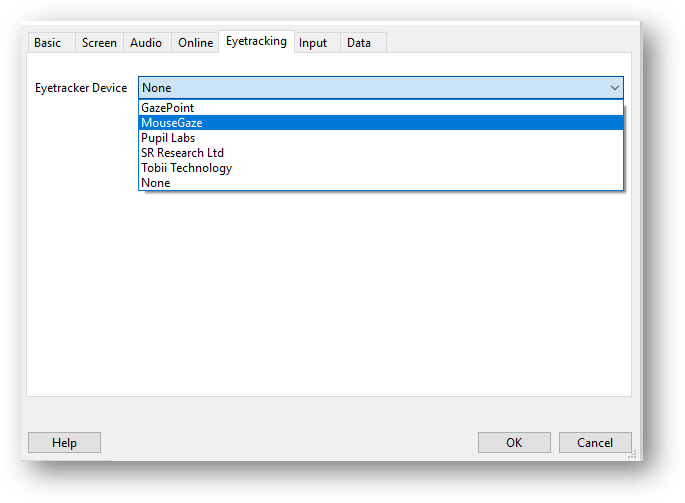 Basic Screen Audio Online Eyetracking Input Data
Eyetracker Device None
GazePoint
MouseGaze
Pupil Labs
SR Research Ltd
Tobii Technology
None
Help OK Cancel